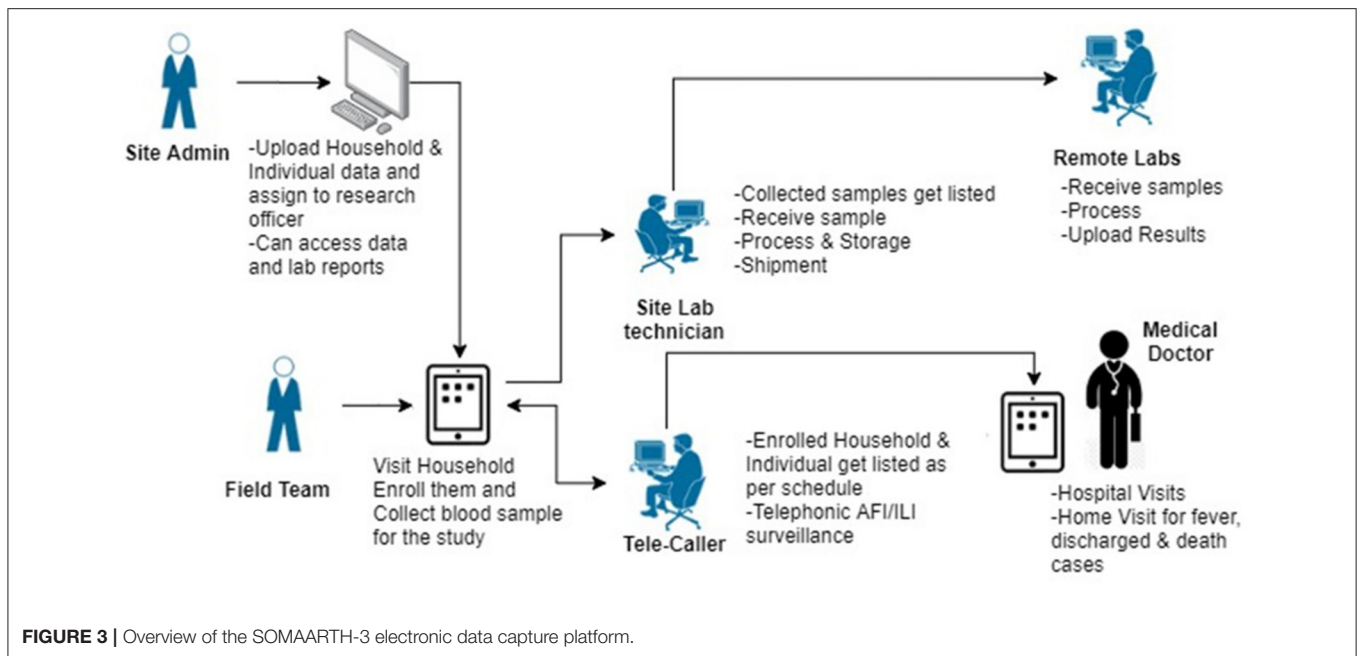 Site Admin
-Upload Household &
Individual data and
assign to research
officer
-Can access data
and lab reports
Remote Labs
-Receive samples
-Process
-Upload Results
-Collected samples get listed
-Receive sample
-Process & Storage
-Shipment
Site Lab
technician
Medical
Doctor
Field Team
Visit Household
Enroll them and
Collect blood sample
for the study
Tele-Caller
-Enrolled Household &
Individual get listed as
per schedule
-Telephonic AFI/ILI
surveillance
-Hospital Visits
-Home Visit for fever,
discharged & death
cases
FIGURE 3 | Overview of the SOMAARTH-3 electronic data capture platform.